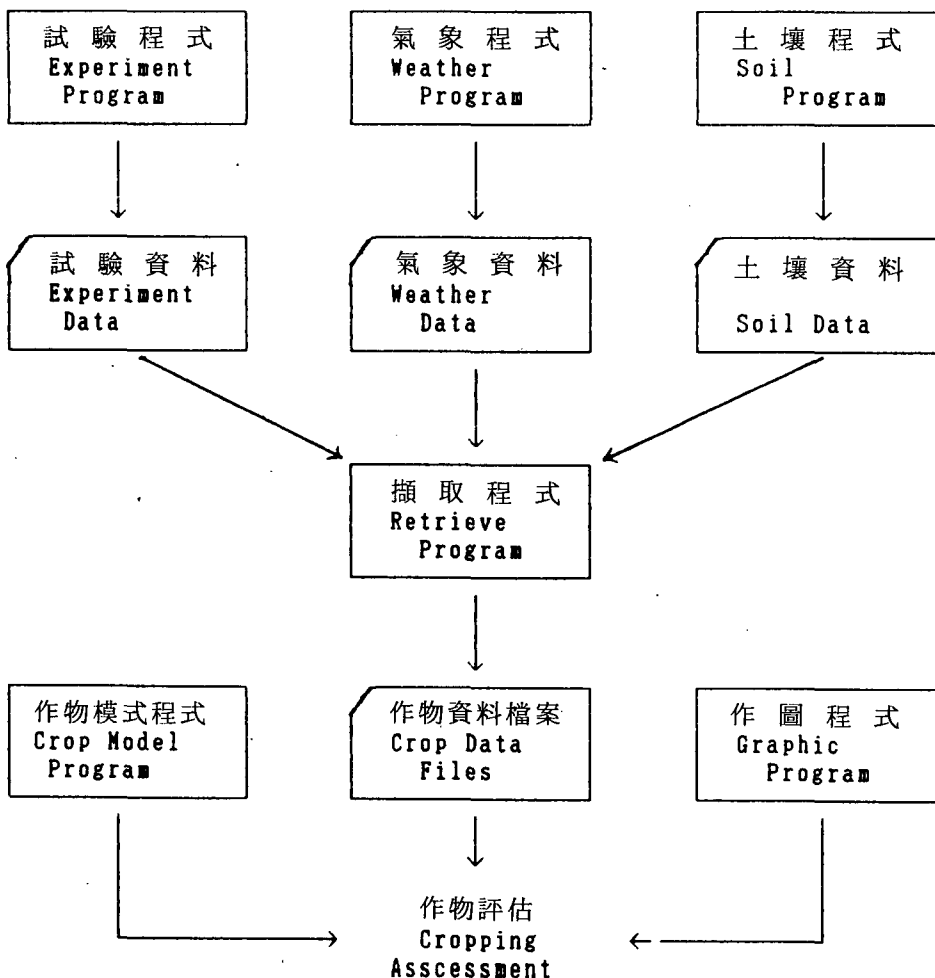 試驗程式
Experiment
Program
氣象程式
Weather
Program
土壤程式
Soil
Program
試驗資料
Experiment
Data
氣象資料
Weather
Data
土壤資料
Soil Data
擷取程式
Retrieve
Program
作物模式程式
Crop Model
Program
作物資料檔案
Crop Data
Files
作圖程式
Graphic
Program
作物評估
Cropping
Asscessment